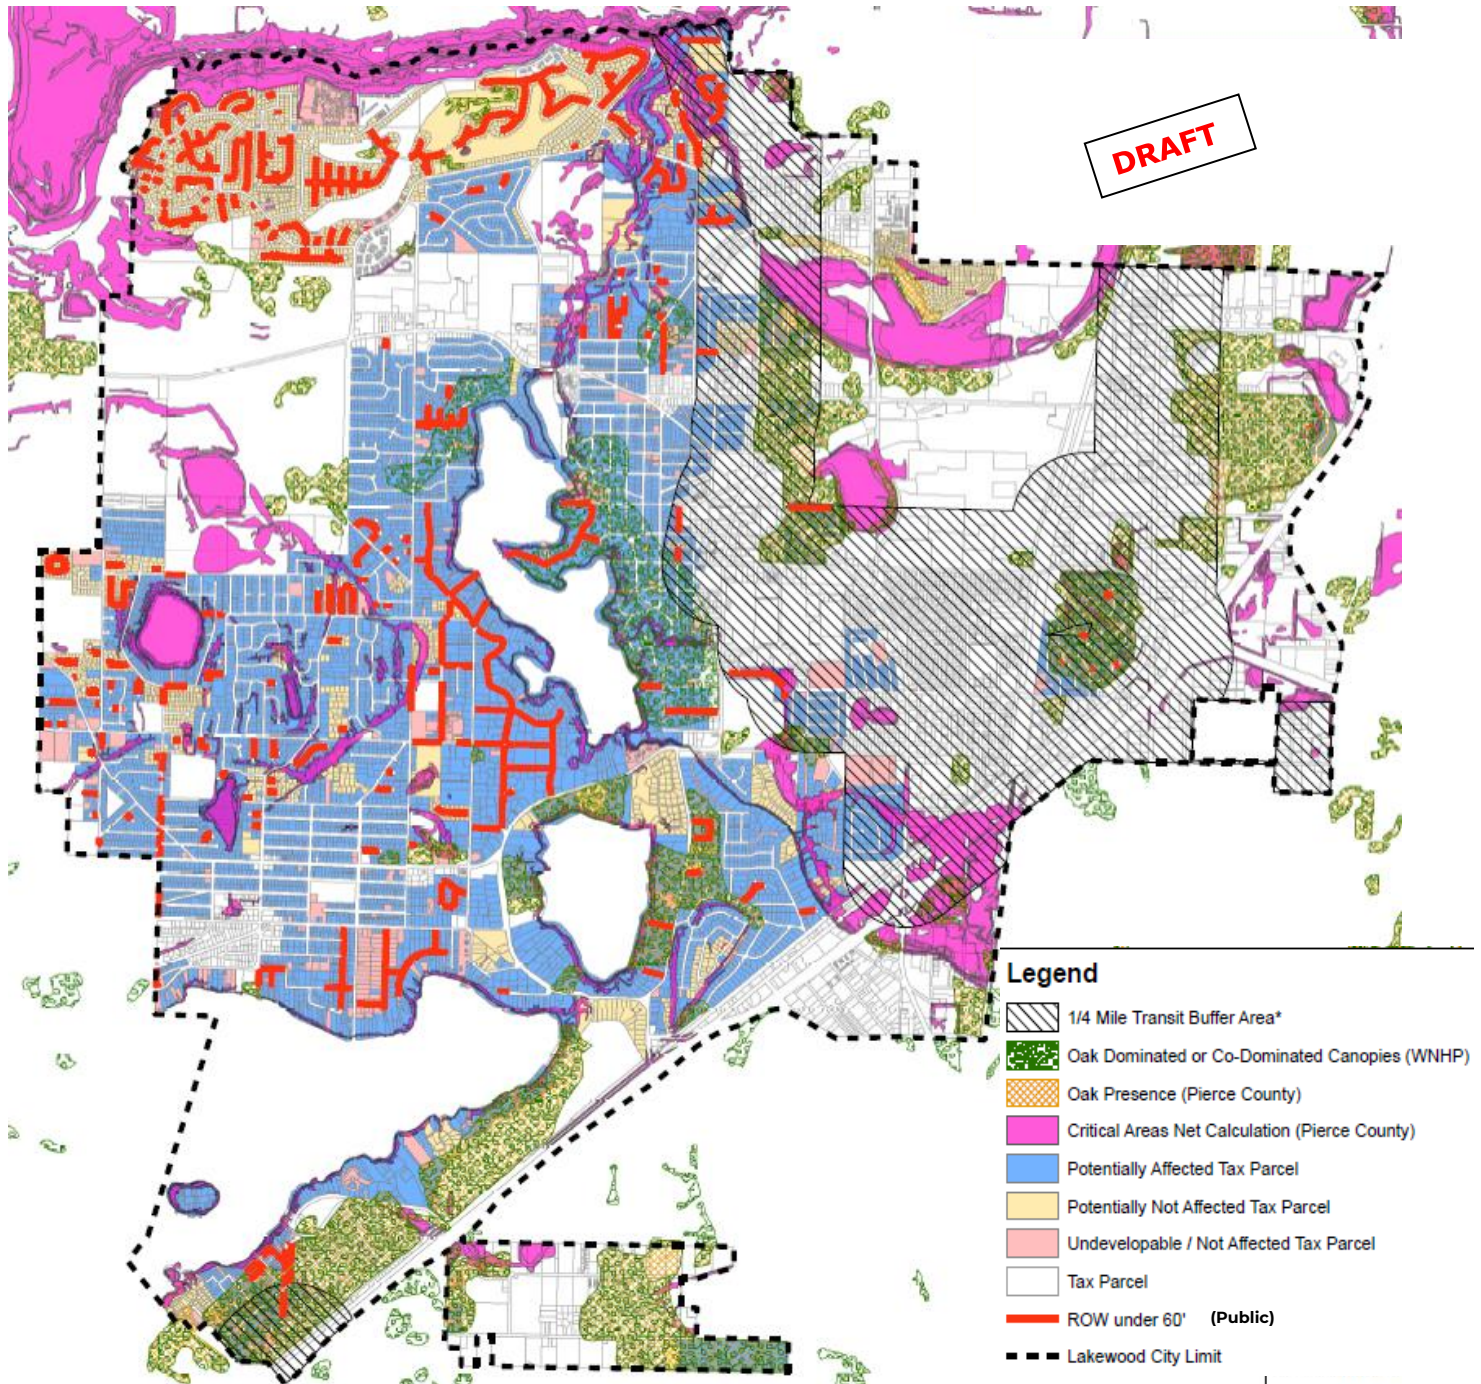 DRAFT
Legend
1/4 Mile Transit Buffer Area*
Oak Dominated or Co-Dominated Canopies (WNHP)
Oak Presence (Pierce County)
Critical Areas Net Calculation (Pierce County)
Potentially Affected Tax Parcel
Potentially Not Affected Tax Parcel
Undevelopable / Not Affected Tax Parcel
Tax Parcel
ROW under 60' (Public)
Lakewood City Limit